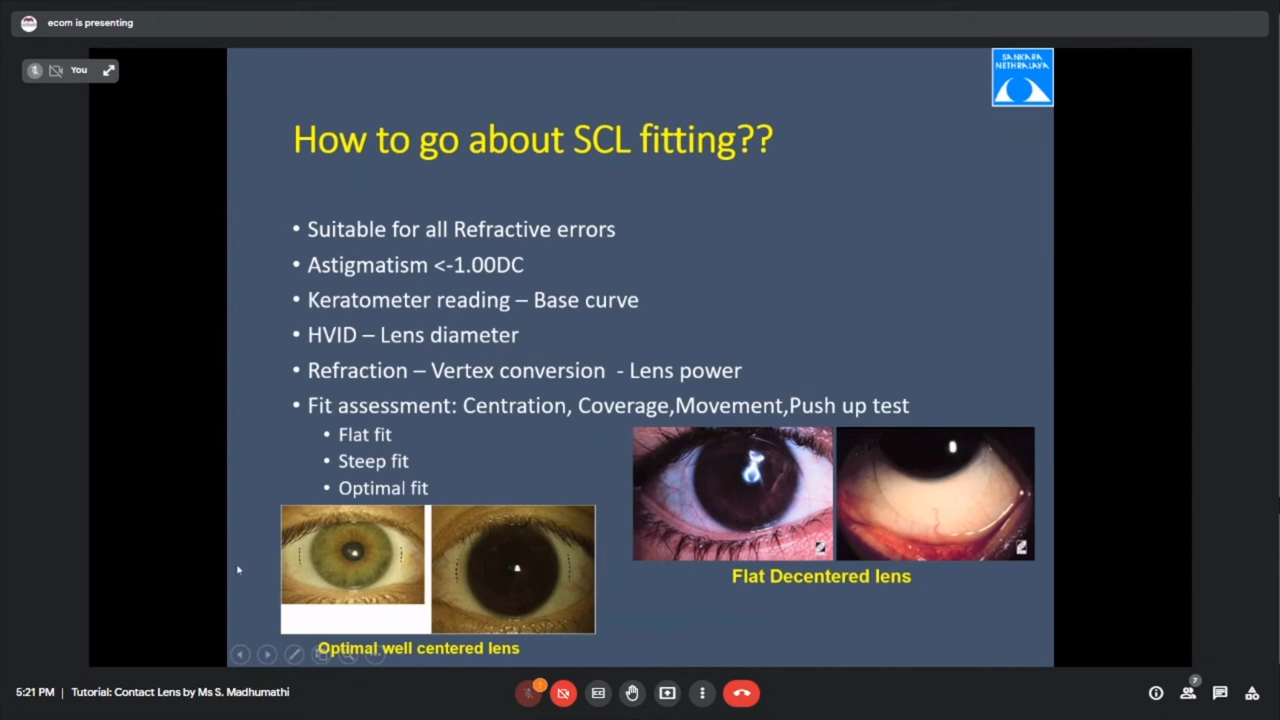 ecom is presenting
You
SANKARA
NETHRALAYA
How to go about SCL fitting??
• Suitable for all Refractive errors
• Astigmatism <-1.00DC
• Keratometer reading – Base curve
• HVID – Lens diameter
• Refraction – Vertex conversion  - Lens power
• Fit assessment: Centration, Coverage,Movement,Push up test
• Flat fit
• Steep fit
• Optimal fit
Flat Decentered lens
Optimal well centered lens
5:21 PM | Tutorial: Contact Lens by Ms S. Madhumathi
7